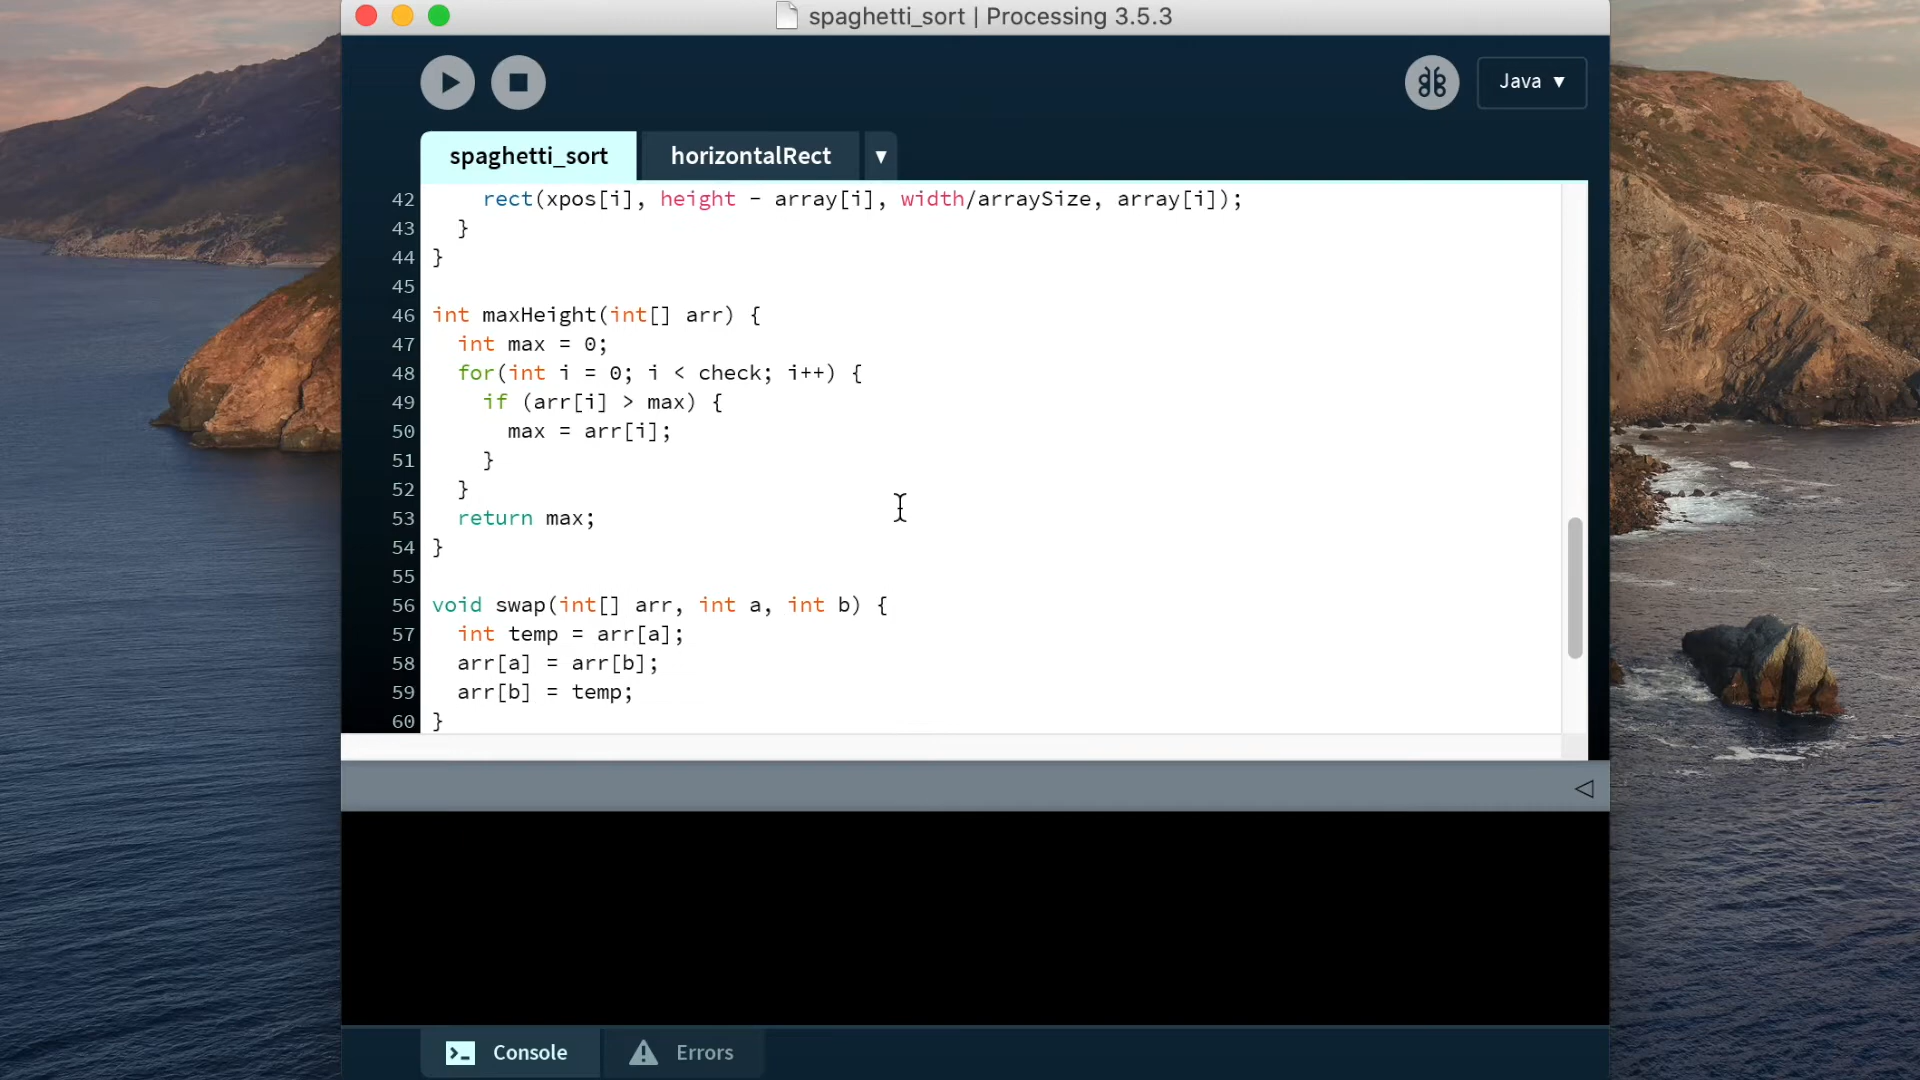 spaghetti_sort | Processing 3.5.3
Java ▼
spaghetti_sort horizontalRect ▼
42 rect(xpos[i], height - array[i], width/arraySize, array[i]);
43 }
44 }
45
46 int maxHeight(int[] arr) {
47 int max = 0;
48 for(int i = 0; i < check; i++) {
49 if (arr[i] > max) {
50 max = arr[i];
51 }
52 }
53 return max;
54 }
55
56 void swap(int[] arr, int a, int b) {
57 int temp = arr[a];
58 arr[a] = arr[b];
59 arr[b] = temp;
60 }
Console Errors